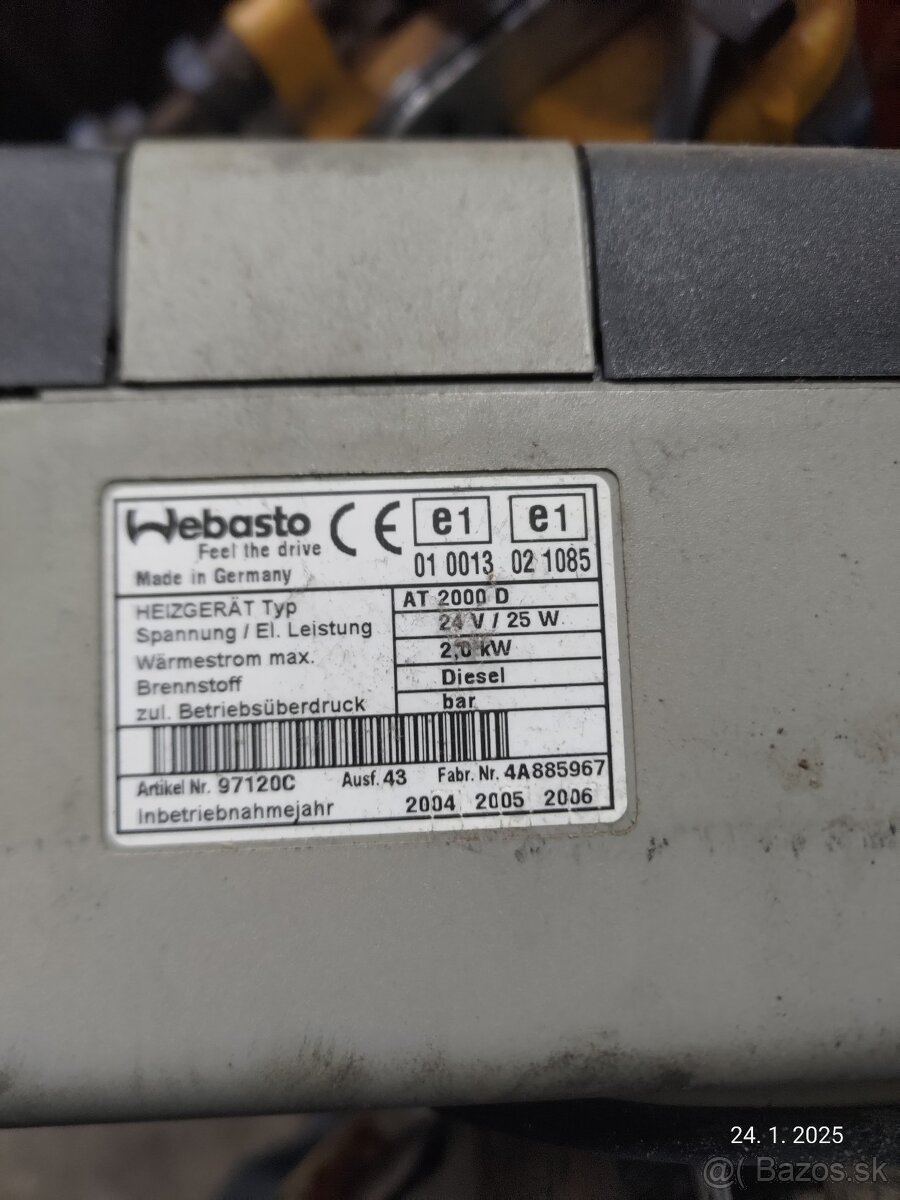 Webasto CE e1 e1
Feel the drive 01 0013 02 1085
Made in Germany
HEIZGERÄT Typ AT 2000 D
Spannung / El. Leistung 24 V / 25 W
Wärmestrom max. 2,0 kW
Brennstoff Diesel
zul. Betriebsüberdruck bar
Artikel Nr. 97120C Ausf. 43 Fabr. Nr. 4A885967
Inbetriebnahmejahr 2004 2005 2006
24. 1. 2025
@( Bazos.sk